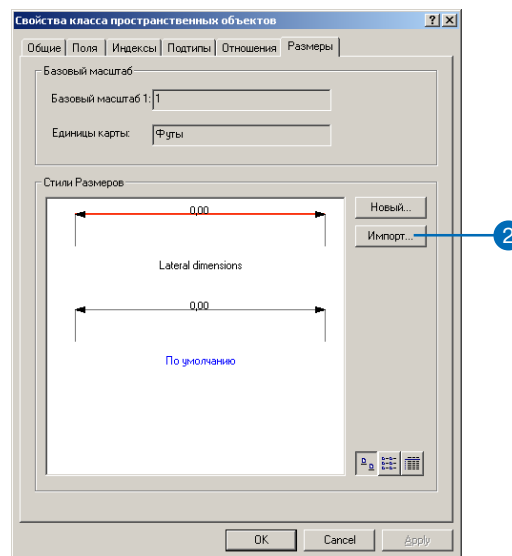 Свойства класса пространственных объектов
Общие Поля Индексы Подтипы Отношения Размеры
Базовый масштаб
Базовый масштаб 1: 1
Единицы карты: Футы
Стили Размеров
0,00
Новый...
Импорт...
2
Lateral dimensions
0,00
По умолчанию
OK Cancel Apply